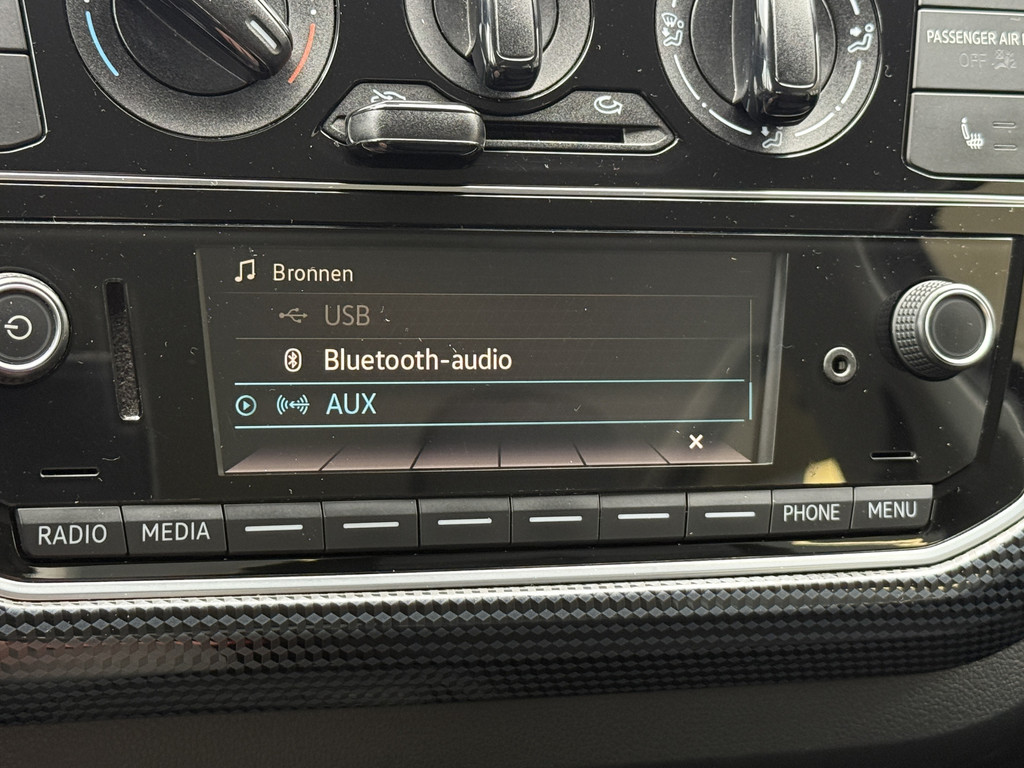 PASSENGER AIR
OFF
Bronnen
USB
Bluetooth-audio
AUX
RADIO
MEDIA
PHONE
MENU